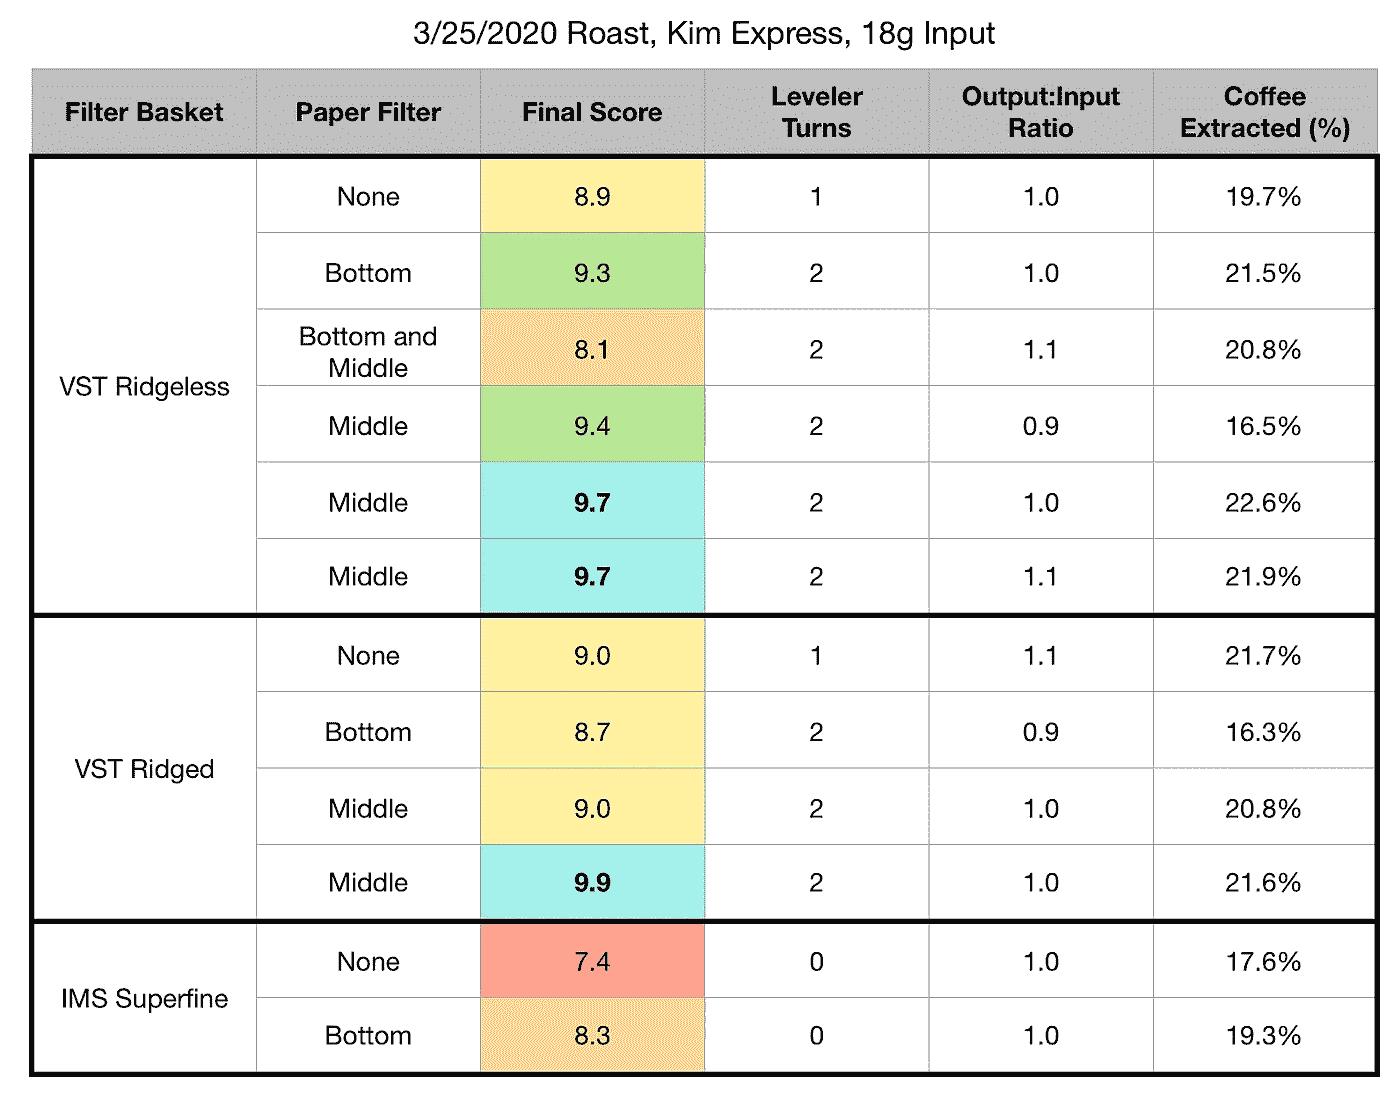 3/25/2020 Roast, Kim Express, 18g Input
Filter Basket Paper Filter Final Score Leveler Turns Output:Input Ratio Coffee Extracted (%)
VST Ridgeless
None 8.9 1 1.0 19.7%
Bottom 9.3 2 1.0 21.5%
Bottom and Middle 8.1 2 1.1 20.8%
Middle 9.4 2 0.9 16.5%
Middle 9.7 2 1.0 22.6%
Middle 9.7 2 1.1 21.9%
VST Ridged
None 9.0 1 1.1 21.7%
Bottom 8.7 2 0.9 16.3%
Middle 9.0 2 1.0 20.8%
Middle 9.9 2 1.0 21.6%
IMS Superfine
None 7.4 0 1.0 17.6%
Bottom 8.3 0 1.0 19.3%